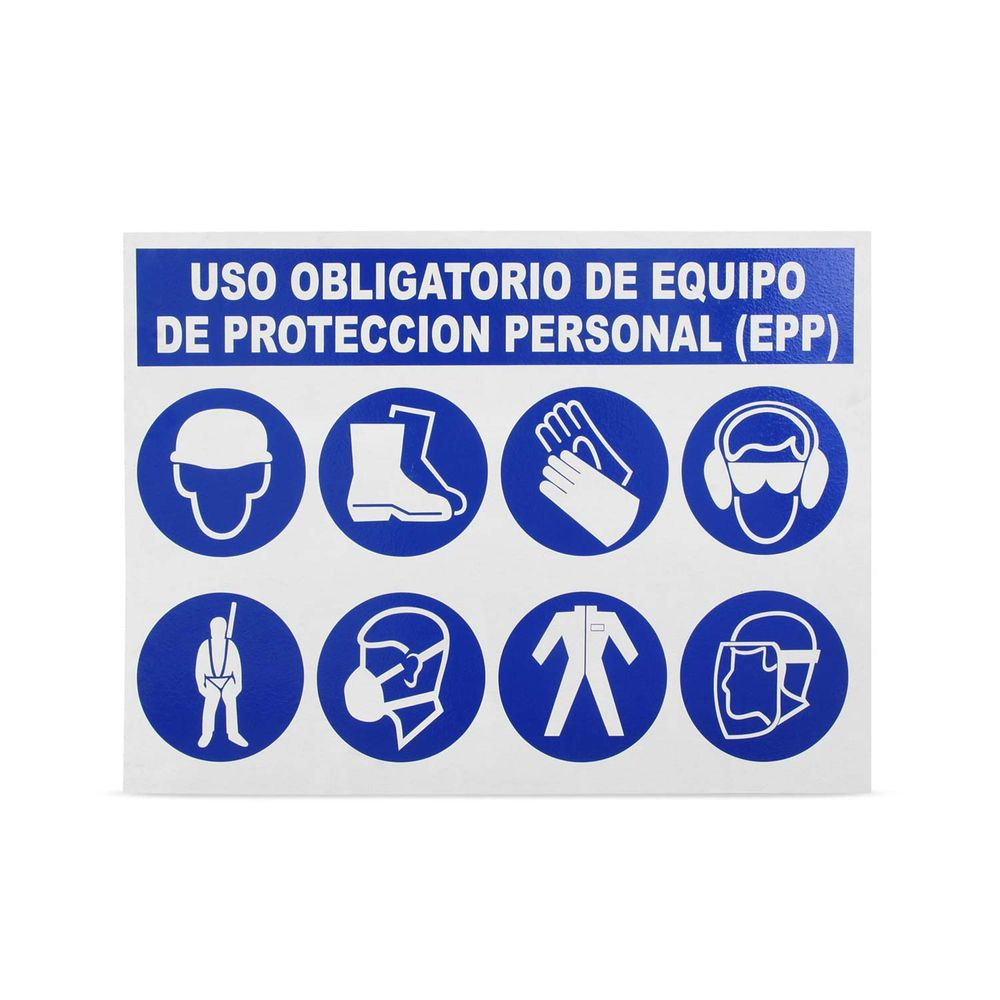 USO OBLIGATORIO DE EQUIPO
DE PROTECCION PERSONAL (EPP)